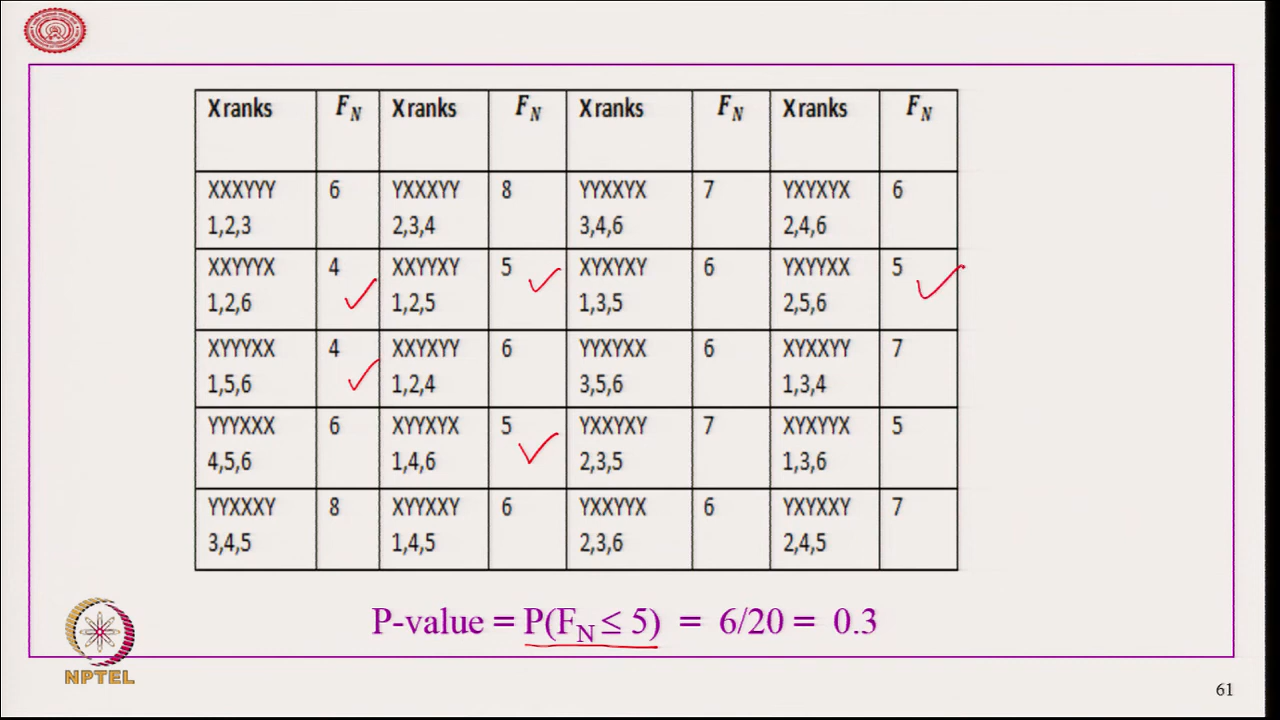 X ranks F_N X ranks F_N X ranks F_N X ranks F_N
XXXYYY 6 YXXXYY 8 YYXXYX 7 YXYXYX 6
1,2,3 2,3,4 3,4,6 2,4,6
XXYYYX 4 XXYYXY 5 XYXYXY 6 YXYYXX 5
1,2,6 1,2,5 1,3,5 2,5,6
XYYYXX 4 XXYXYY 6 YYXYXX 6 XYXXYY 7
1,5,6 1,2,4 3,5,6 1,3,4
YYYXXX 6 XYYXYX 5 YXXYXY 7 XYXYYX 5
4,5,6 1,4,6 2,3,5 1,3,6
YYXXXY 8 XYYXXY 6 YXXYYX 6 YXYXXY 7
3,4,5 1,4,5 2,3,6 2,4,5
P-value = P(F_N ≤ 5) = 6/20 = 0.3
NPTEL
61